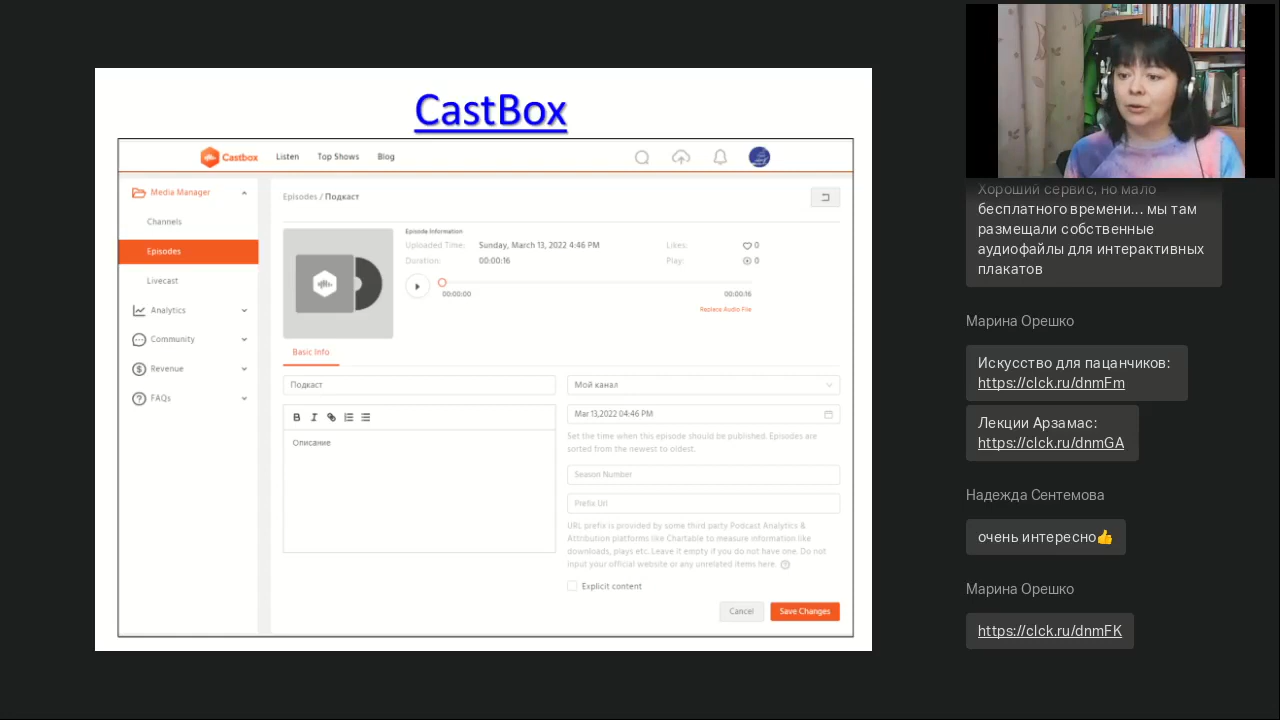 CastBox
Castbox
Listen
Top Shows
Blog
Media Manager
Channels
Episodes
Livecast
Analytics
Community
Revenue
FAQs
Episodes / Подкаст
Episode Information
Uploaded Time: Sunday, March 13, 2022 4:46 PM
Likes: 0
Duration: 00:00:16
Play: 0
00:00:00
00:00:16
Replace Audio File
Basic Info
Подкаст
Мой канал
B I
Описание
Mar 13,2022 04:46 PM
Set the time when this episode should be published. Episodes are
sorted from the newest to oldest.
Season Number
Prefix Url
URL prefix is provided by some third party Podcast Analytics &
Attribution platforms like Chartable to measure information like
downloads, plays etc. Leave it empty if you do not have one. Do not
input your official website or any unrelated items here.
Explicit content
Cancel
Save Changes
Хороший сервис, но мало
бесплатного времени... мы там
размещали собственные
аудиофайлы для интерактивных
плакатов
Марина Орешко
Искусство для пацанчиков:
https://clck.ru/dnmFm
Лекции Арзамас:
https://clck.ru/dnmGA
Надежда Сентемова
очень интересно👍
Марина Орешко
https://clck.ru/dnmFK